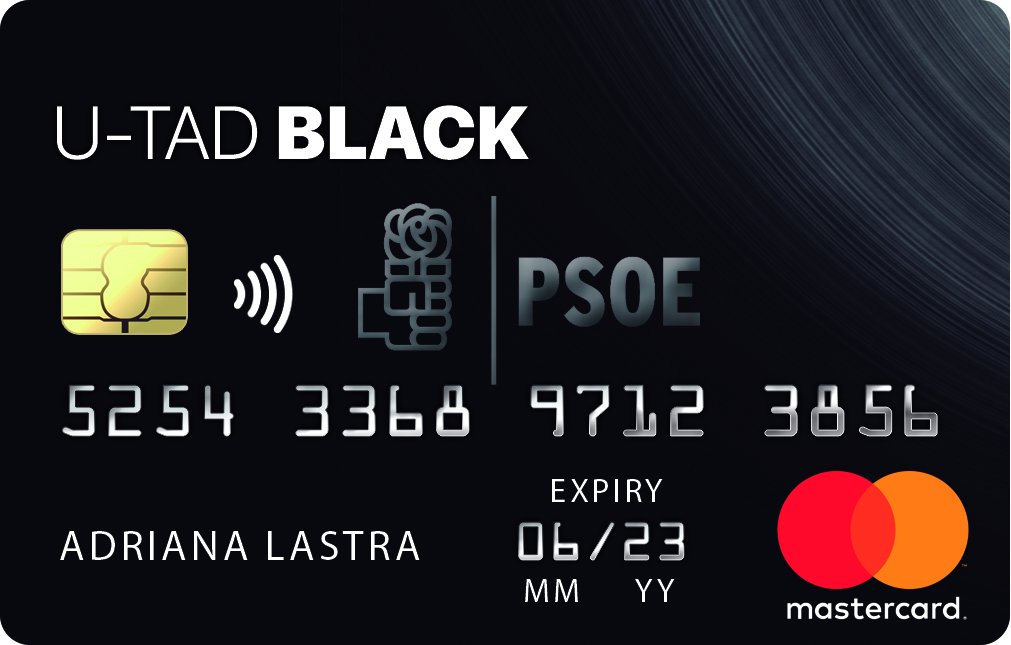 U-TAD BLACK
PSOE
5254 3368 9712 3856
EXPIRY
ADRIANA LASTRA 06/23
MM YY
mastercard.